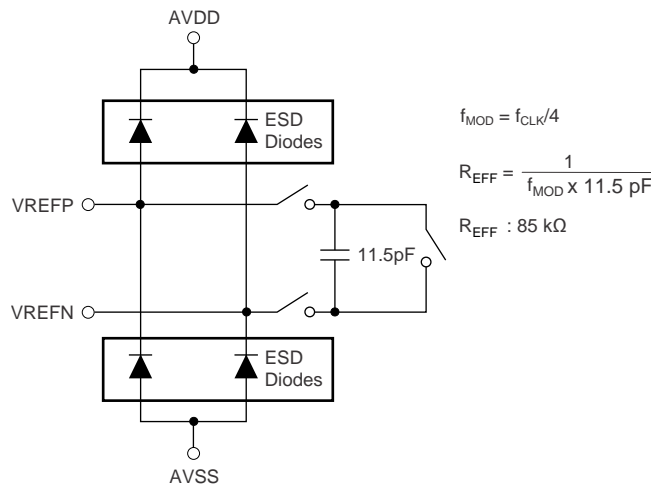 AVDD
ESD
Diodes
f_MOD = f_CLK/4
R_EFF = 1 / f_MOD x 11.5 pF
VREFP
R_EFF : 85 kΩ
11.5pF
VREFN
ESD
Diodes
AVSS